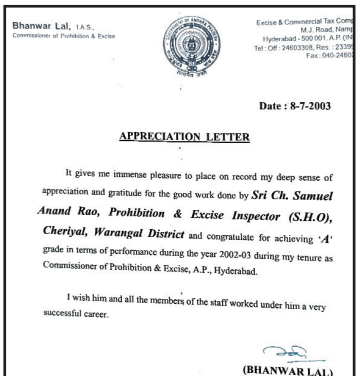 Bhanwar Lal, I.A.S.,
Commissioner of Prohibition & Excise
Excise & Commercial Tax Comp
M.J. Road, Namp
Hyderabad - 500 001. A.P. (IN
Tel : Off : 24603308, Res. : 2339
Fax : 040-2460
Date : 8-7-2003
APPRECIATION LETTER
It gives me immense pleasure to place on record my deep sense of
appreciation and gratitude for the good work done by Sri Ch. Samuel
Anand Rao, Prohibition & Excise Inspector (S.H.O),
Cheriyal, Warangal District and congratulate for achieving 'A'
grade in terms of performance during the year 2002-03 during my tenure as
Commissioner of Prohibition & Excise, A.P., Hyderabad.
I wish him and all the members of the staff worked under him a very
successful career.
(BHANWAR LAL)